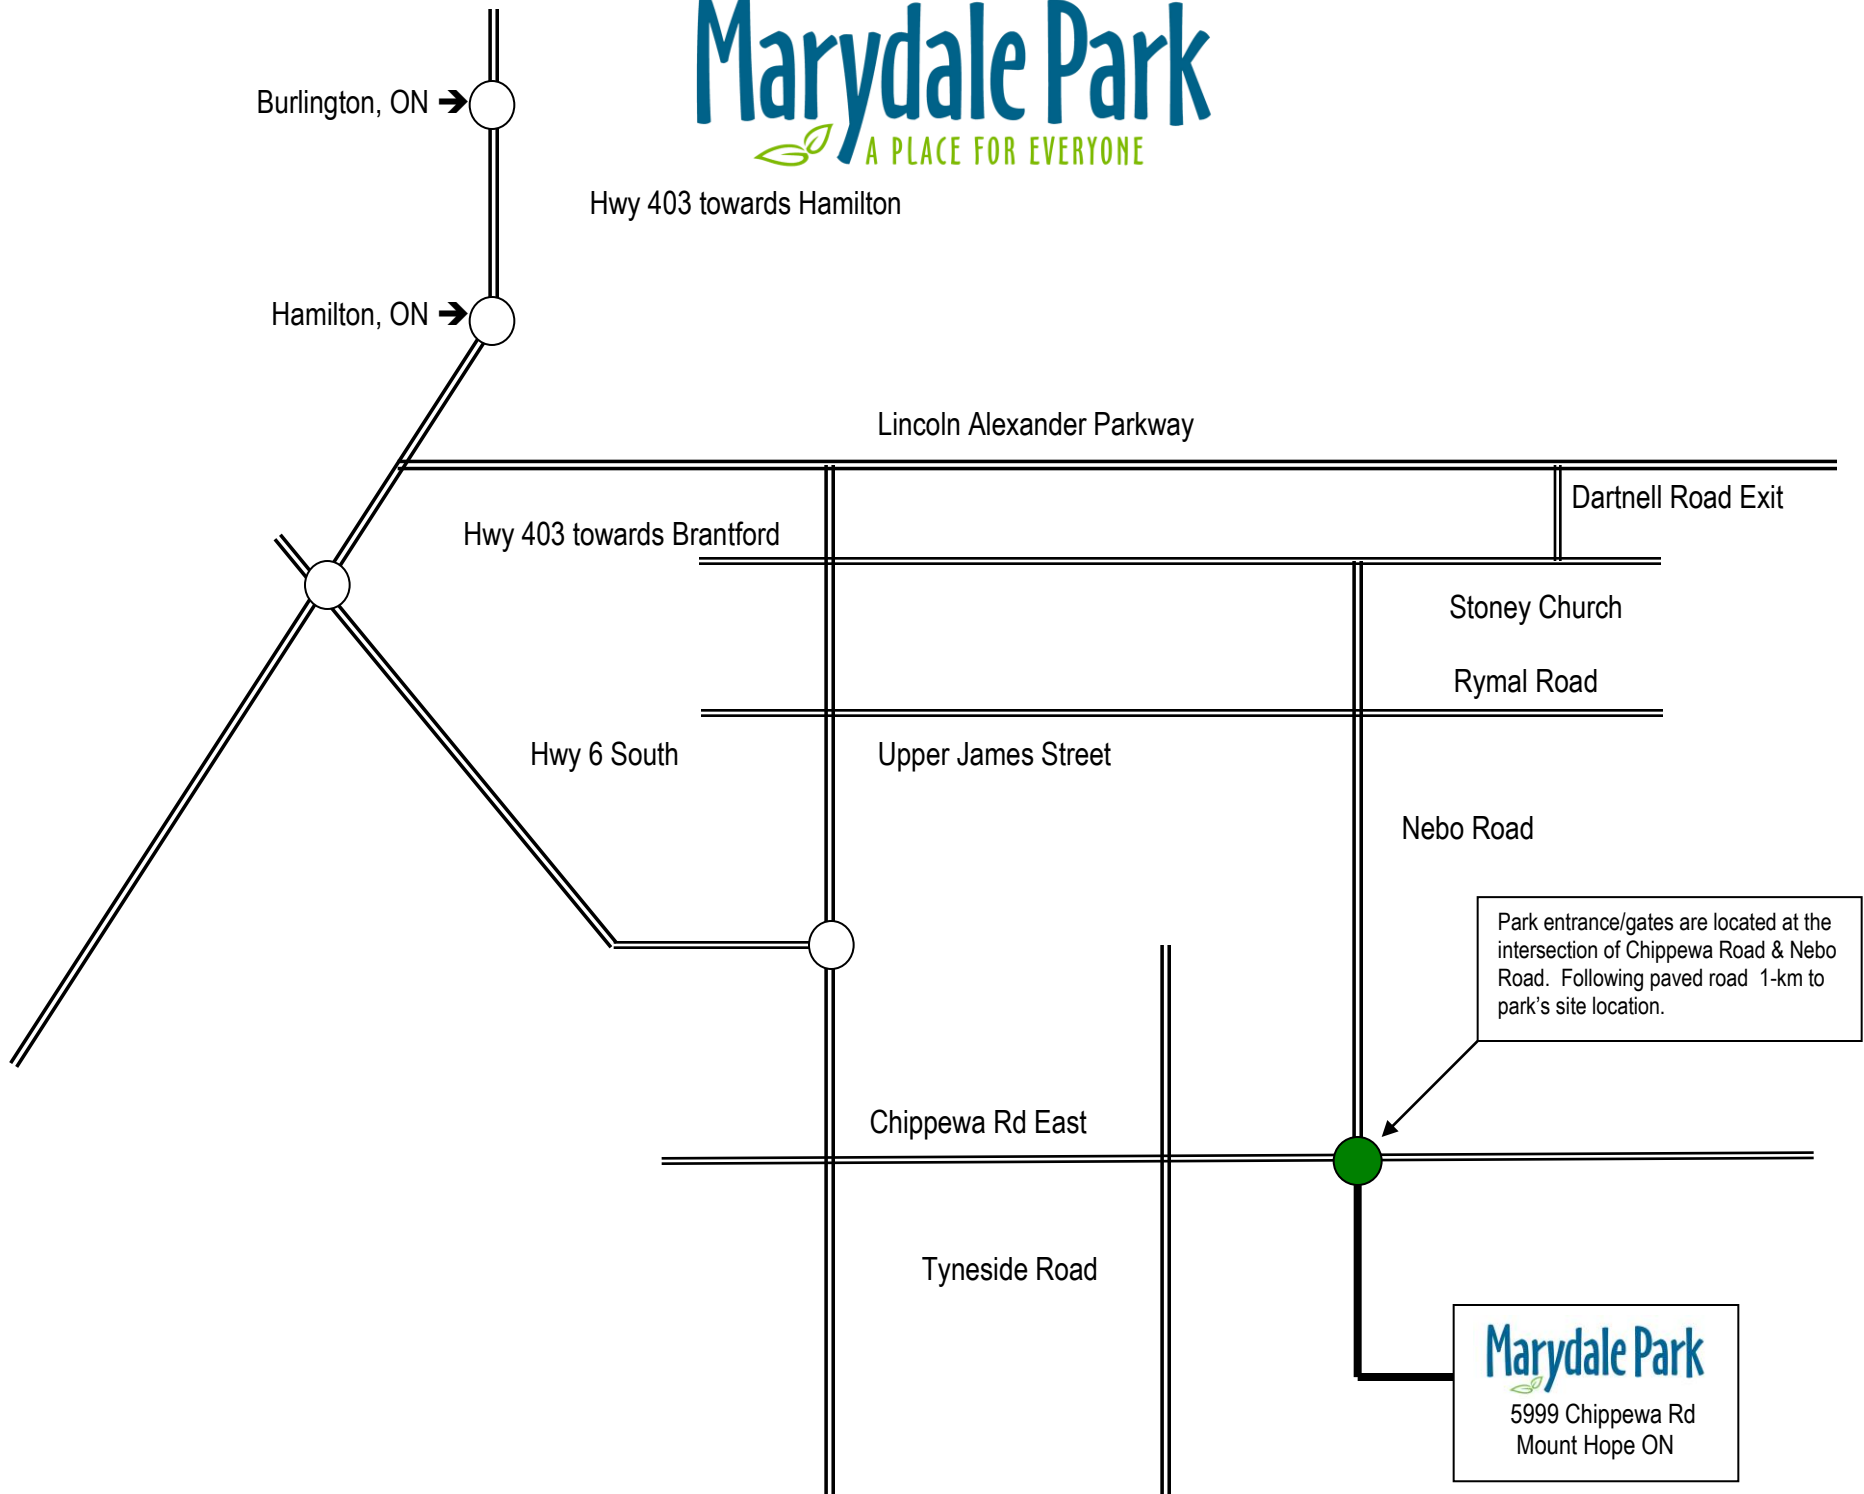 Marydale Park
A PLACE FOR EVERYONE
Burlington, ON ➔
Hwy 403 towards Hamilton
Hamilton, ON ➔
Lincoln Alexander Parkway
Dartnell Road Exit
Hwy 403 towards Brantford
Stoney Church
Rymal Road
Hwy 6 South
Upper James Street
Nebo Road
Park entrance/gates are located at the
intersection of Chippewa Road & Nebo
Road.  Following paved road  1-km to
park’s site location.
Chippewa Rd East
Tyneside Road
Marydale Park
5999 Chippewa Rd
Mount Hope ON